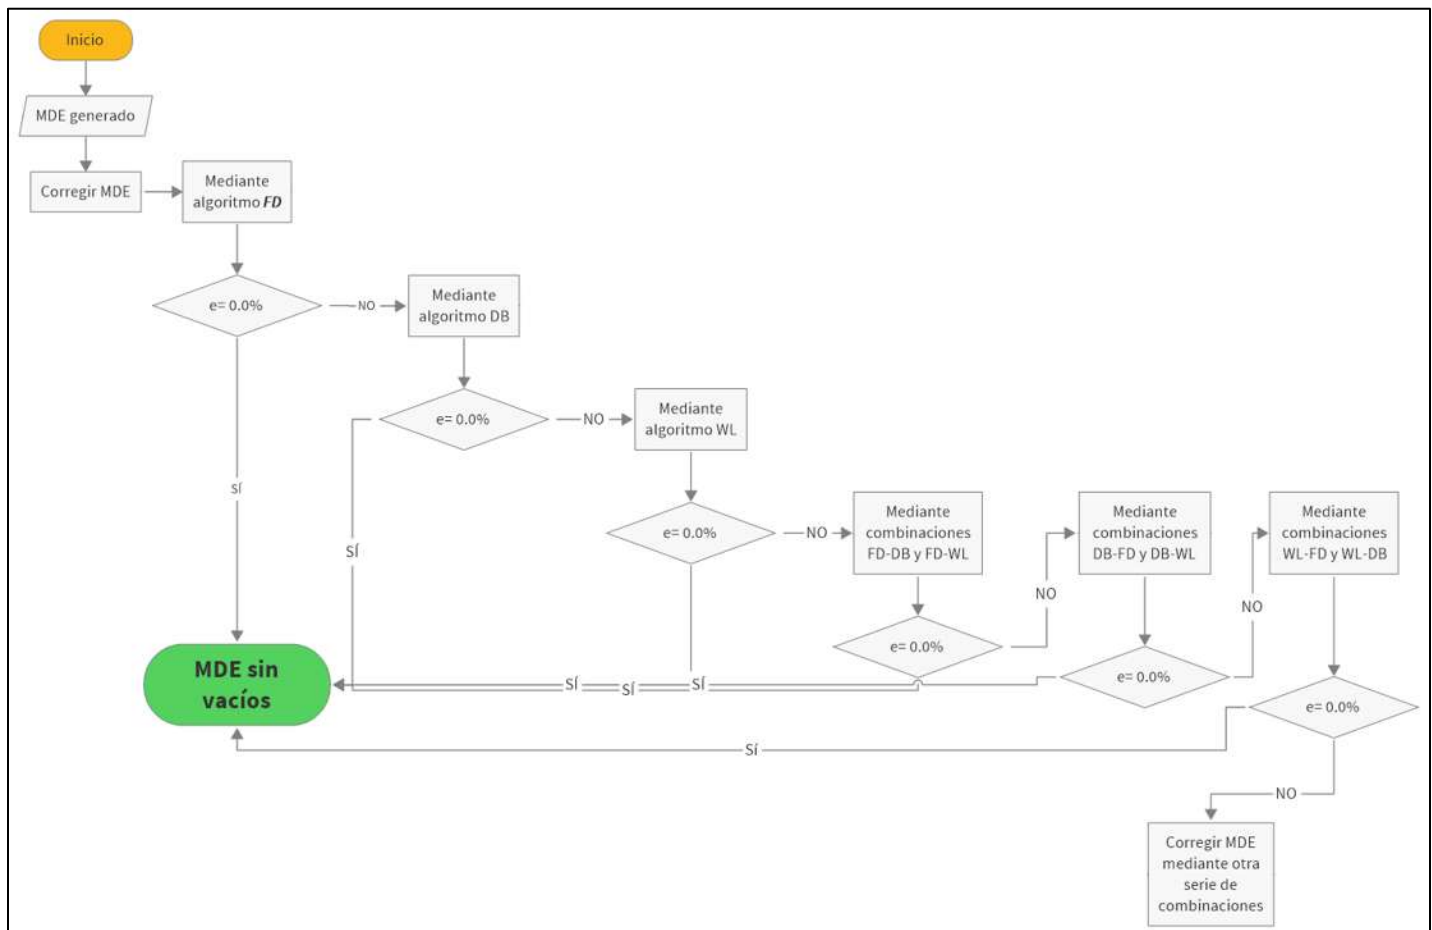 Inicio
MDE generado
Corregir MDE
Mediante
algoritmo FD
e= 0.0%
NO
Mediante
algoritmo DB
e= 0.0%
NO
Mediante
algoritmo WL
SÍ
SÍ
e= 0.0%
NO
Mediante
combinaciones
FD-DB y FD-WL
NO
Mediante
combinaciones
DB-FD y DB-WL
NO
Mediante
combinaciones
WL-FD y WL-DB
e= 0.0%
e= 0.0%
e= 0.0%
MDE sin
vacíos
SÍ
SÍ
SÍ
SÍ
NO
Corregir MDE
mediante otra
serie de
combinaciones